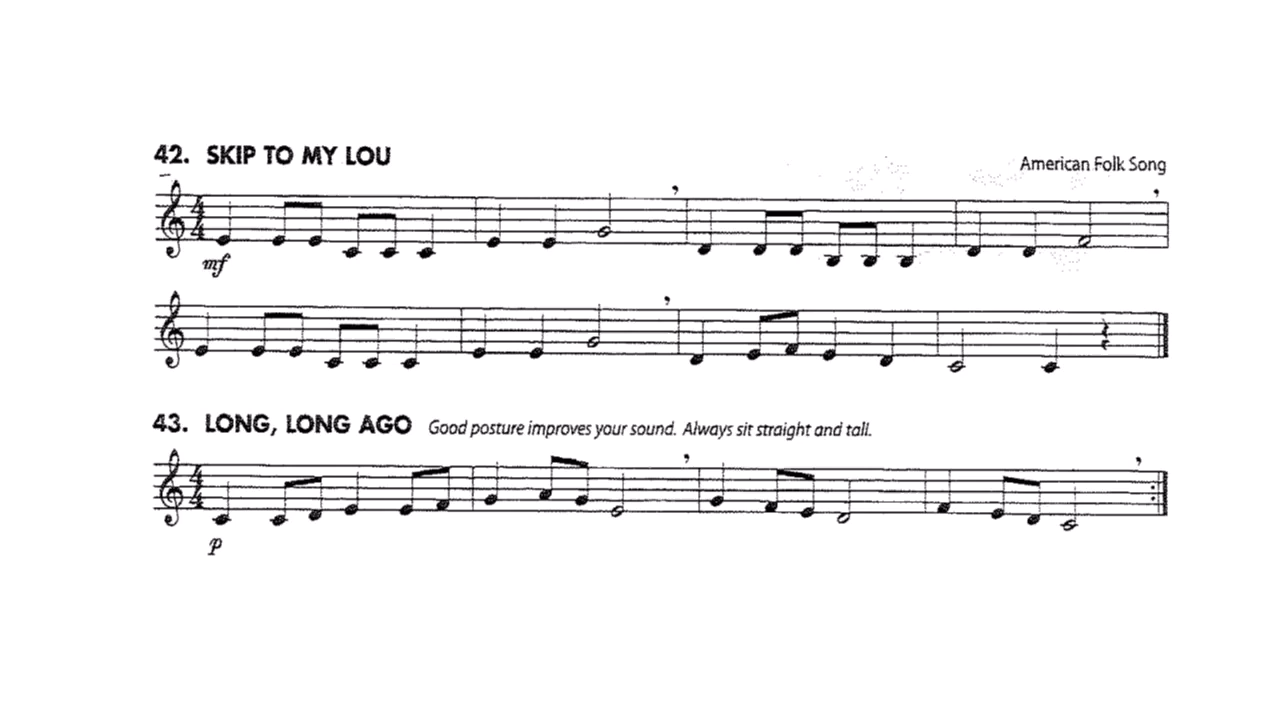 42. SKIP TO MY LOU
American Folk Song
mf
43. LONG, LONG AGO Good posture improves your sound. Always sit straight and tall.
p